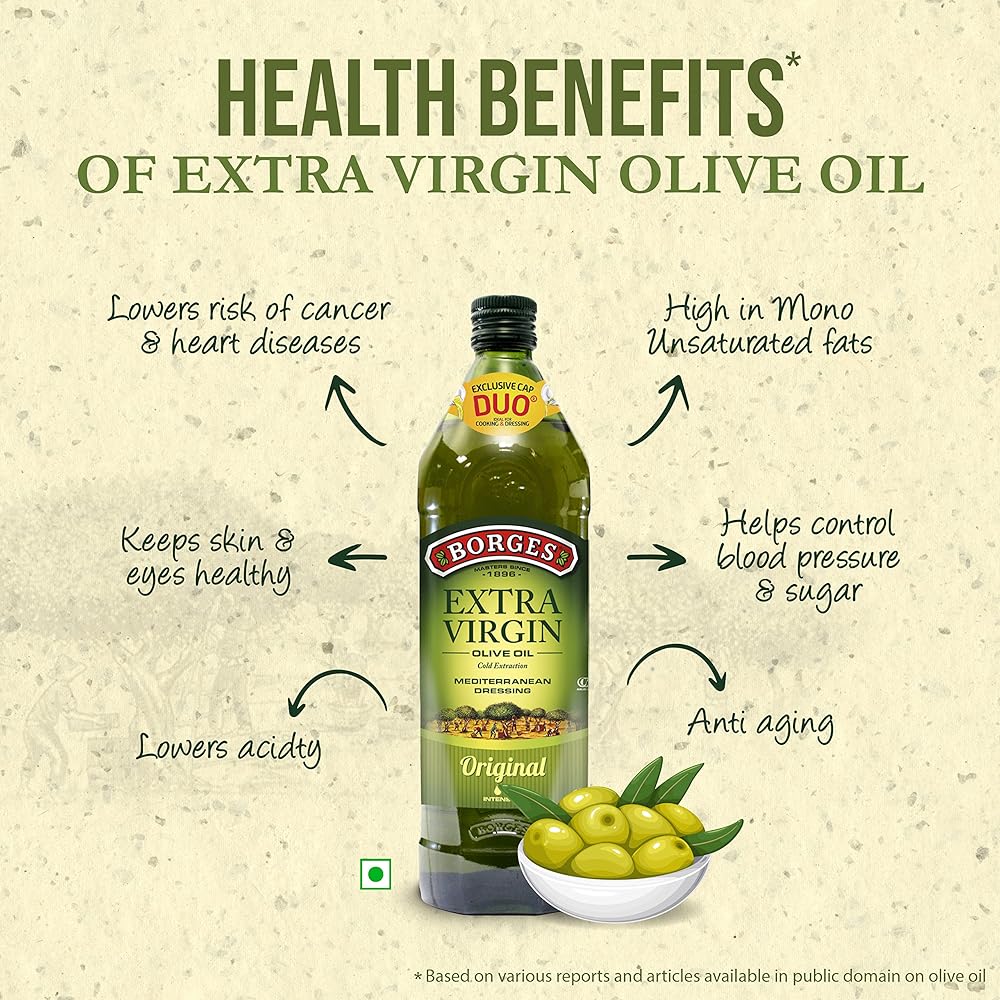 HEALTH BENEFITS*
OF EXTRA VIRGIN OLIVE OIL
Lowers risk of cancer
& heart diseases
High in Mono
Unsaturated fats
EXCLUSIVE CAP
DUO®
IDEAL FOR
COOKING & DRESSING
Keeps skin &
eyes healthy
Helps control
blood pressure
& sugar
BORGES
MASTERS SINCE
-1896-
EXTRA
VIRGIN
OLIVE OIL
Cold Extraction
MEDITERRANEAN
DRESSING
Lowers acidty
Anti aging
Original
BORGES
* Based on various reports and articles available in public domain on olive oil